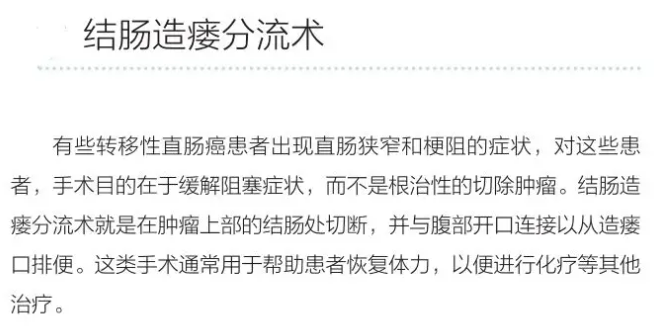 结肠造瘘分流术
有些转移性直肠癌患者出现直肠狭窄和梗阻的症状，对这些患
者，手术目的在于缓解阻塞症状，而不是根治性的切除肿瘤。结肠造
瘘分流术就是在肿瘤上部的结肠处切断，并与腹部开口连接以从造瘘
口排便。这类手术通常用于帮助患者恢复体力，以便进行化疗等其他
治疗。